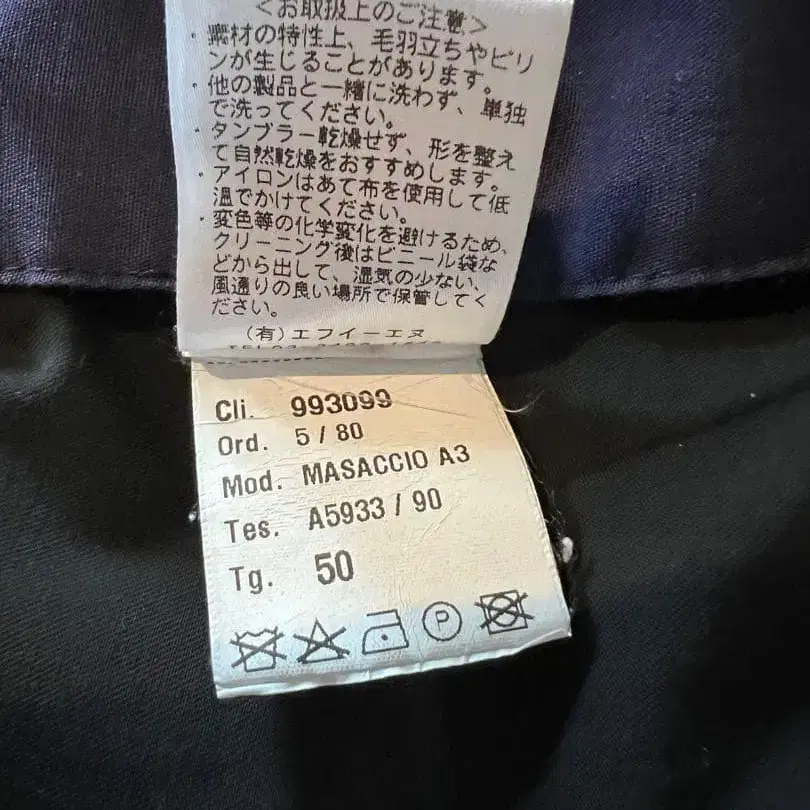 ＜お取扱上のご注意＞
・素材の特性上、毛羽立ちやピリ
ンが生じることがあります。
・他の製品と一緒に洗わず、単独
で洗ってください。
・タンブラー乾燥せず、形を整え
て自然乾燥をおすすめします。
・アイロンはあて布を使用して低
温でかけてください。
・変色等の化学変化を避けるため、
クリーニング後はビニール袋な
どから出して、湿気の少ない、
風通りの良い場所で保管してく
ださい。
(有)エフイーエヌ
Cli. 993099
Ord. 5 / 80
Mod. MASACCIO A3
Tes. A5933 / 90
Tg. 50
P